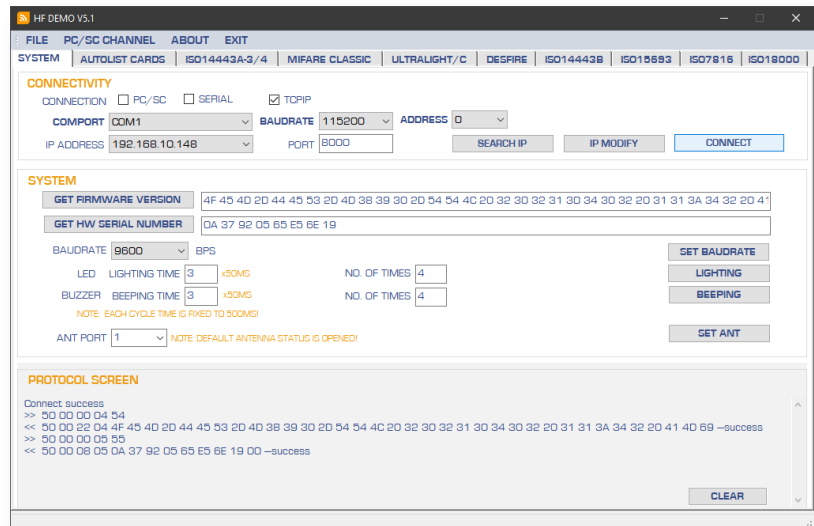 HF DEMO V5.1
FILE PC/SC CHANNEL ABOUT EXIT
SYSTEM AUTOLIST CARDS ISO14443A-3/4 MIFARE CLASSIC ULTRALIGHT/C DESFIRE ISO14443B ISO15693 ISO7816 ISO18000
CONNECTIVITY
CONNECTION PC/SC SERIAL TCPIP
COMPORT COM1 BAUDRATE 115200 ADDRESS 0
IP ADDRESS 192.168.10.148 PORT 8000 SEARCH IP IP MODIFY CONNECT
SYSTEM
GET FIRMWARE VERSION 4F 45 4D 2D 44 45 53 2D 4D 38 39 30 2D 54 54 4C 20 32 30 32 31 30 34 30 32 20 31 31 3A 34 32 20 41
GET HW SERIAL NUMBER 0A 37 92 05 65 E5 6E 19
BAUDRATE 9600 BPS SET BAUDRATE
LED LIGHTING TIME 3 x50MS NO. OF TIMES 4 LIGHTING
BUZZER BEEPING TIME 3 x50MS NO. OF TIMES 4 BEEPING
NOTE: EACH CYCLE TIME IS FIXED TO 500MS!
ANT PORT 1 NOTE: DEFAULT ANTENNA STATUS IS OPENED! SET ANT
PROTOCOL SCREEN
Connect success
>> 50 00 00 04 54
<< 50 00 22 04 4F 45 4D 2D 44 45 53 2D 4D 38 39 30 2D 54 54 4C 20 32 30 32 31 30 34 30 32 20 31 31 3A 34 32 20 41 4D 69 --success
>> 50 00 00 05 55
<< 50 00 08 05 0A 37 92 05 65 E5 6E 19 00 --success
CLEAR